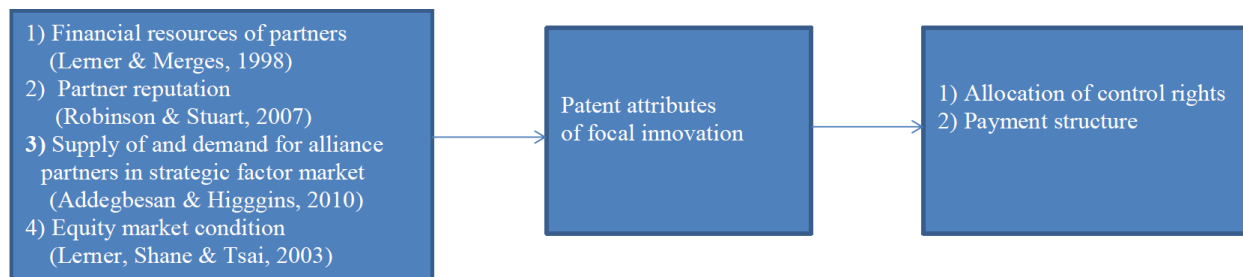 1) Financial resources of partners
(Lerner & Merges, 1998)
2) Partner reputation
(Robinson & Stuart, 2007)
3) Supply of and demand for alliance
partners in strategic factor market
(Addegbesan & Higggins, 2010)
4) Equity market condition
(Lerner, Shane & Tsai, 2003)
Patent attributes
of focal innovation
1) Allocation of control rights
2) Payment structure